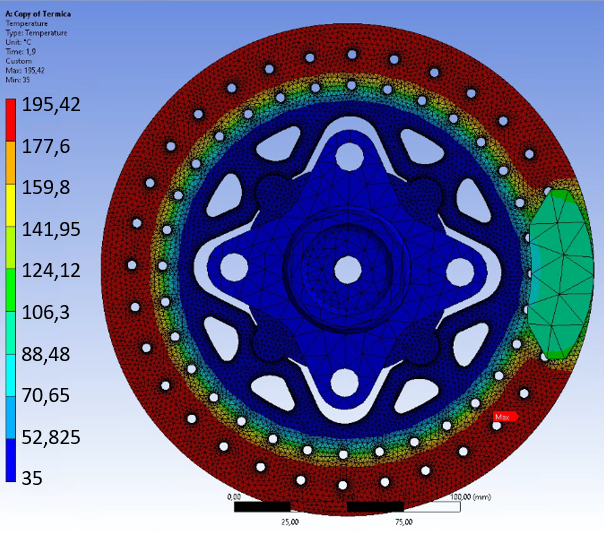 A: Copy of Termica
Temperature
Type: Temperature
Unit: °C
Time: 1,9
Custom
Max: 195,42
Min: 35
195,42
177,6
159,8
141,95
124,12
106,3
88,48
70,65
52,825
35
Max
0,00 100,00 (mm)
25,00 75,00